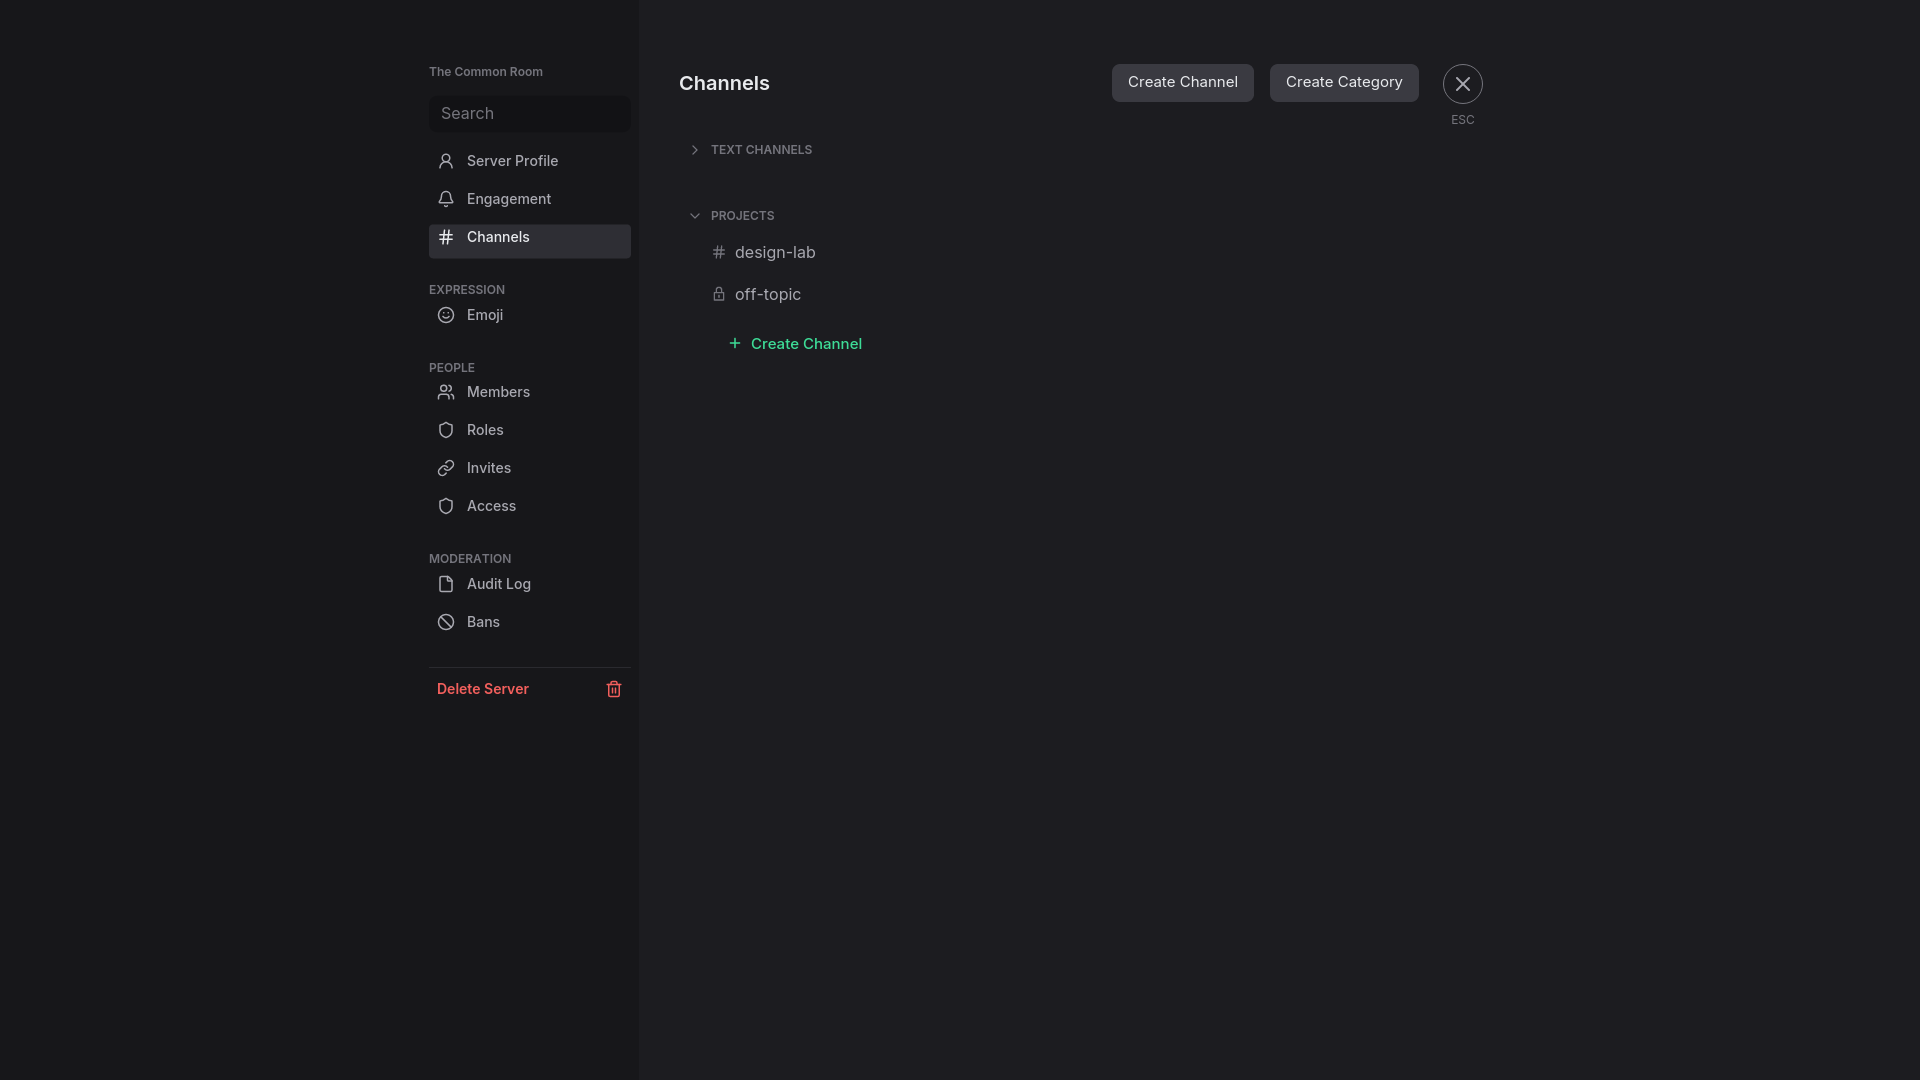 The Common Room
Search
Server Profile
Engagement
Channels
EXPRESSION
Emoji
PEOPLE
Members
Roles
Invites
Access
MODERATION
Audit Log
Bans
Delete Server
Channels
Create Channel
Create Category
ESC
TEXT CHANNELS
PROJECTS
design-lab
off-topic
Create Channel